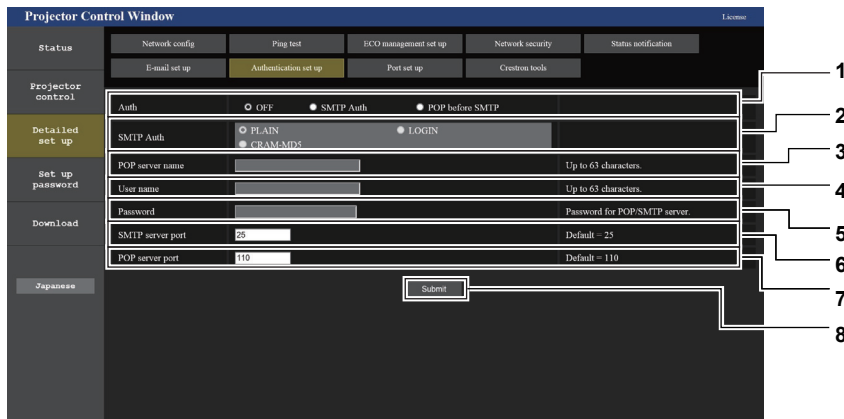 Projector Control Window License
Status
Network config Ping test ECO management set up Network security Status notification
E-mail set up Authentication set up Port set up Crestron tools
Projector
control
Detailed
set up
Set up
password
Download
Japanese
Auth OFF SMTP Auth POP before SMTP 1
SMTP Auth PLAIN LOGIN
CRAM-MD5 2
POP server name Up to 63 characters. 3
User name Up to 63 characters. 4
Password Password for POP/SMTP server. 5
SMTP server port 25 Default = 25 6
POP server port 110 Default = 110 7
Submit 8